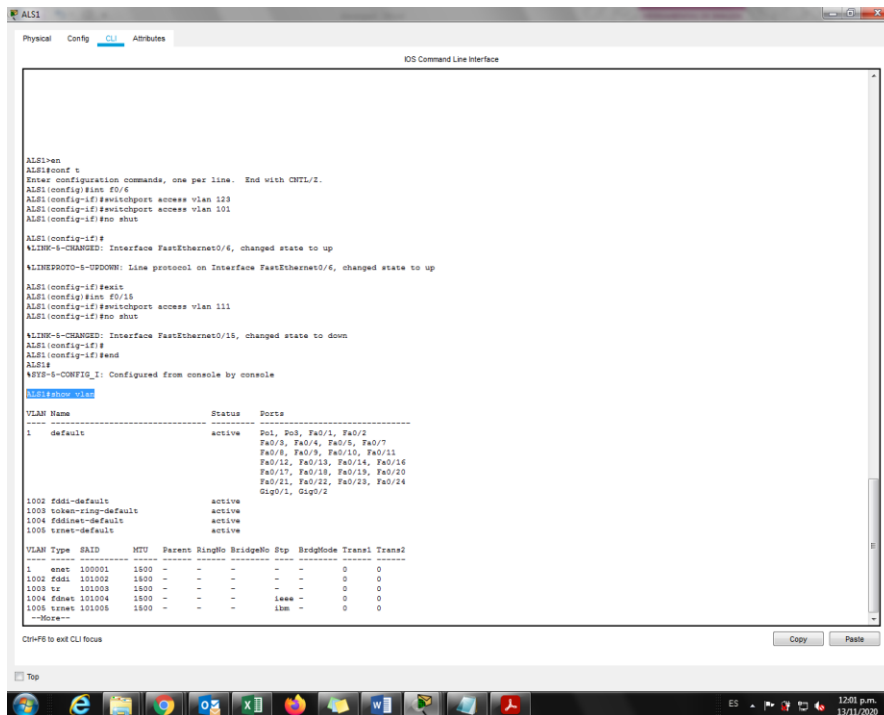 ALS1
Physical Config CLI Attributes
IOS Command Line Interface
ALS1>en
ALS1#conf t
Enter configuration commands, one per line. End with CNTL/Z.
ALS1(config)#int f0/6
ALS1(config-if)#switchport access vlan 123
ALS1(config-if)#switchport access vlan 101
ALS1(config-if)#no shut
ALS1(config-if)#
%LINK-5-CHANGED: Interface FastEthernet0/6, changed state to up
%LINEPROTO-5-UPDOWN: Line protocol on Interface FastEthernet0/6, changed state to up
ALS1(config-if)#exit
ALS1(config)#int f0/15
ALS1(config-if)#switchport access vlan 111
ALS1(config-if)#no shut
%LINK-5-CHANGED: Interface FastEthernet0/15, changed state to down
ALS1(config-if)#
ALS1(config-if)#end
ALS1#
%SYS-5-CONFIG_I: Configured from console by console
ALS1#show vlan
VLAN Name Status Ports
---- -------------------------------- --------- -------------------------------
1 default active Po1, Po3, Fa0/1, Fa0/2
Fa0/3, Fa0/4, Fa0/5, Fa0/7
Fa0/8, Fa0/9, Fa0/10, Fa0/11
Fa0/12, Fa0/13, Fa0/14, Fa0/16
Fa0/17, Fa0/18, Fa0/19, Fa0/20
Fa0/21, Fa0/22, Fa0/23, Fa0/24
Gig0/1, Gig0/2
1002 fddi-default active
1003 token-ring-default active
1004 fddinet-default active
1005 trnet-default active
VLAN Type SAID MTU Parent RingNo BridgeNo Stp BrdgMode Trans1 Trans2
---- ----- ---------- ----- ------ ------ -------- ---- -------- ------ ------
1 enet 100001 1500 - - - - - 0 0
1002 fddi 101002 1500 - - - - - 0 0
1003 tr 101003 1500 - - - - - 0 0
1004 fdnet 101004 1500 - - - ieee - 0 0
1005 trnet 101005 1500 - - - ibm - 0 0
--More--
Ctrl+F6 to exit CLI focus
Copy Paste
Top
ES
12:01 p.m.
13/11/2020